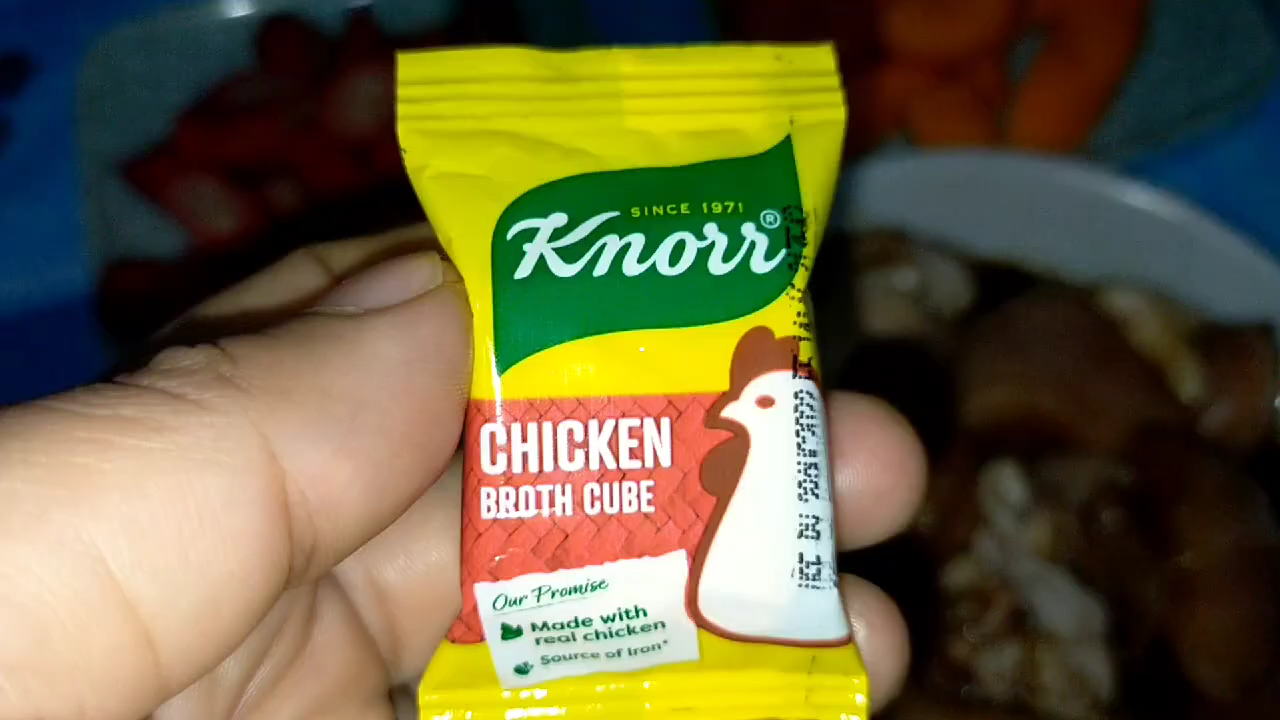 SINCE 1971
Knorr®
CHICKEN
BROTH CUBE
Our Promise
Made with
real chicken
Source of Iron*